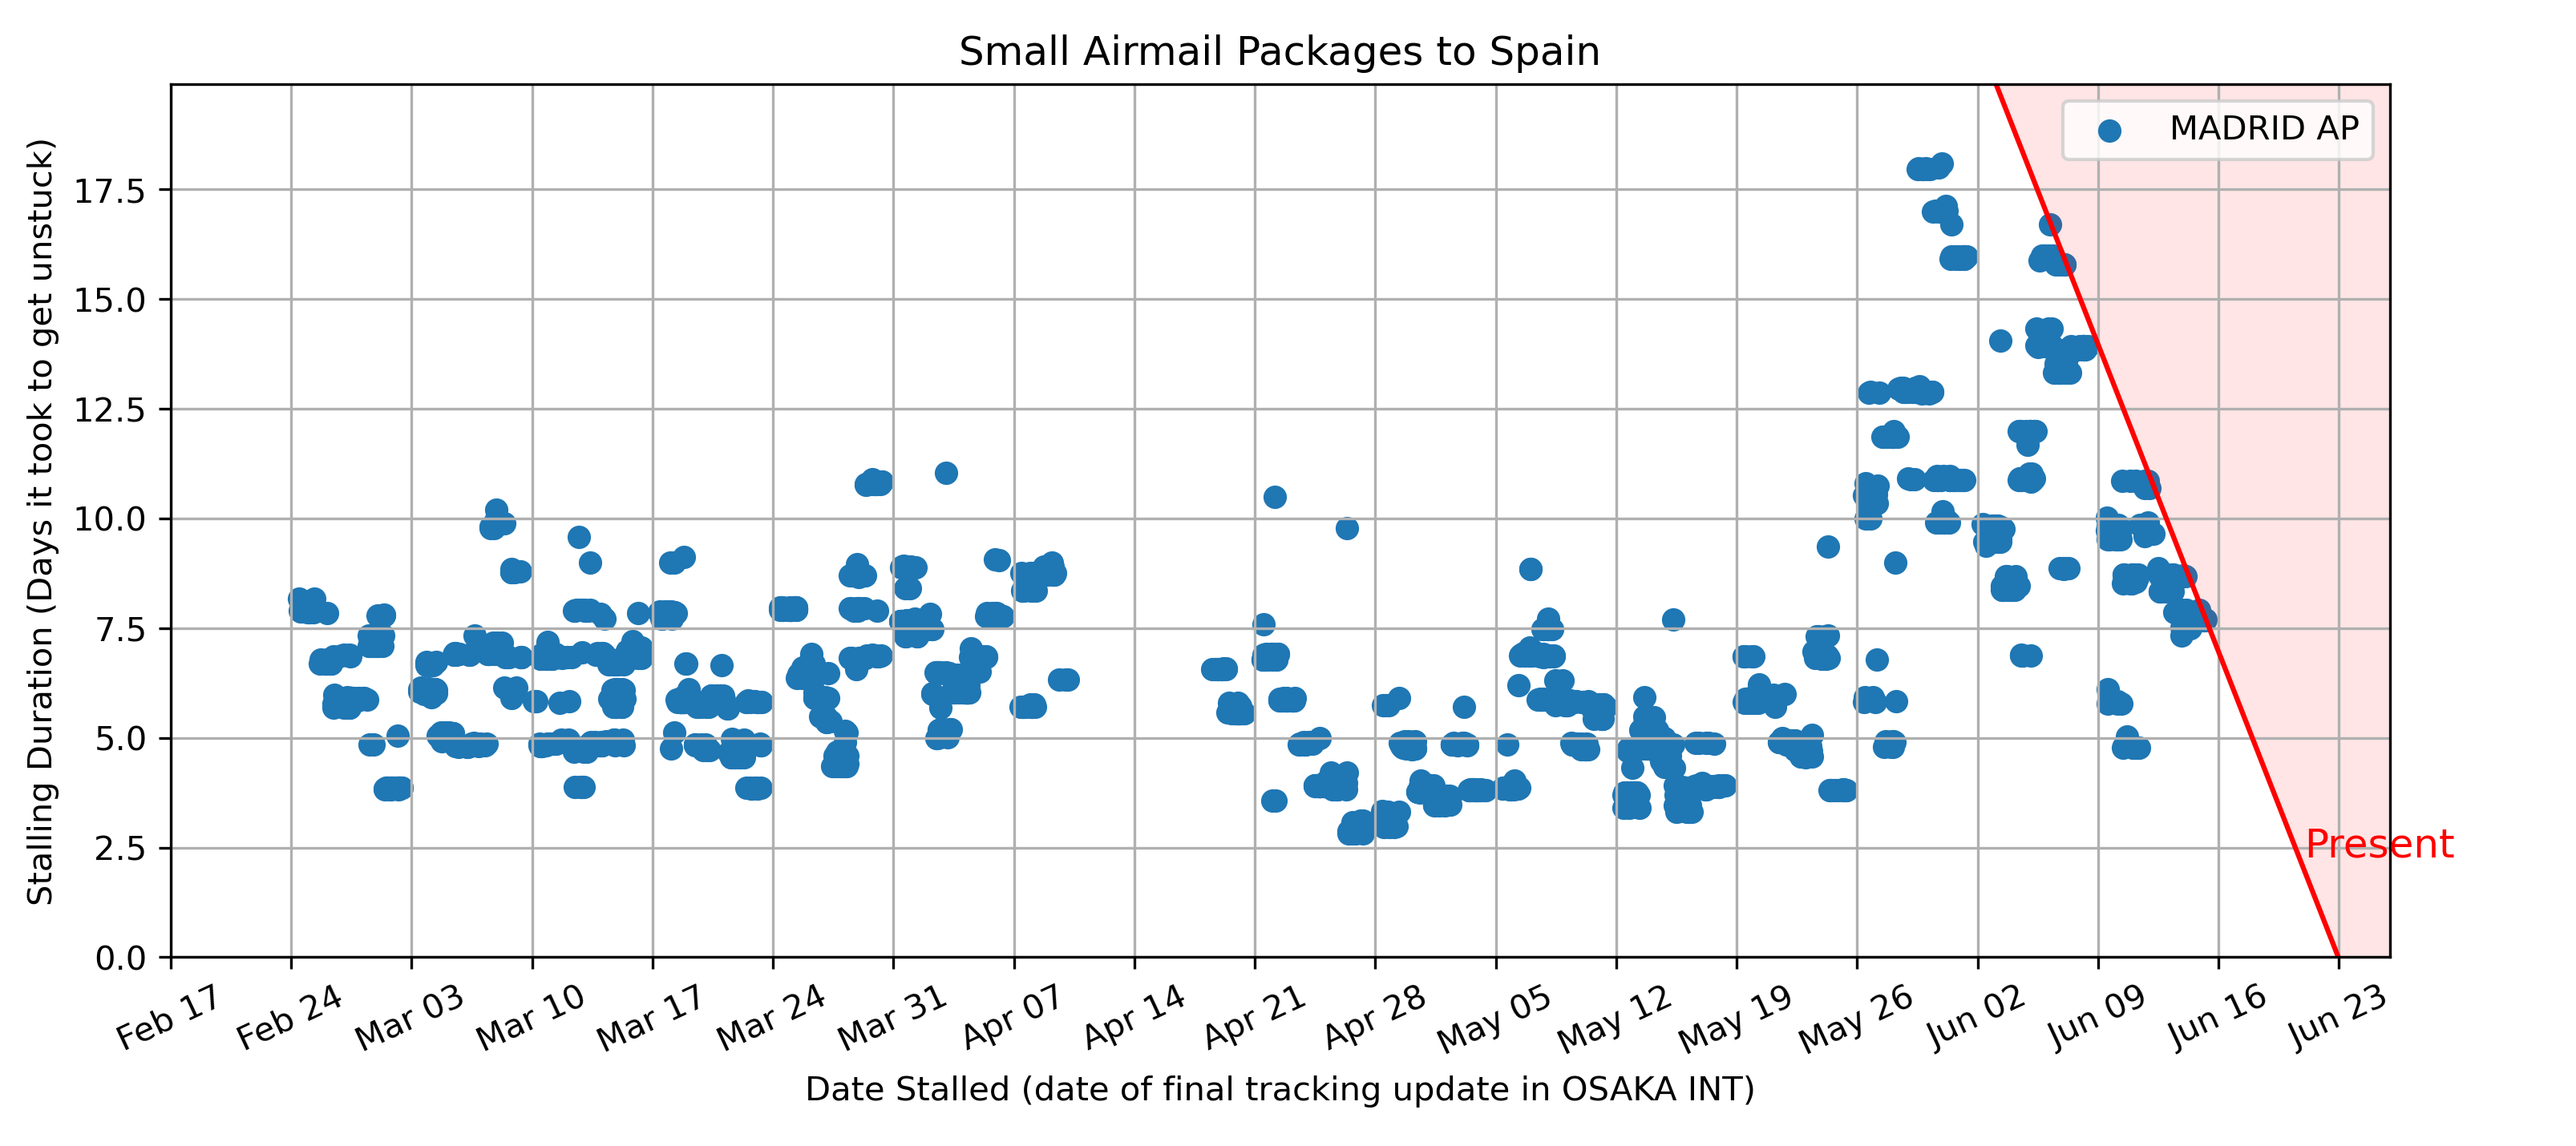 Small Airmail Packages to Spain
MADRID AP
Stalling Duration (Days it took to get unstuck)
17.5
15.0
12.5
10.0
7.5
5.0
2.5
0.0
Present
Feb 17 Feb 24 Mar 03 Mar 10 Mar 17 Mar 24 Mar 31 Apr 07 Apr 14 Apr 21 Apr 28 May 05 May 12 May 19 May 26 Jun 02 Jun 09 Jun 16 Jun 23
Date Stalled (date of final tracking update in OSAKA INT)